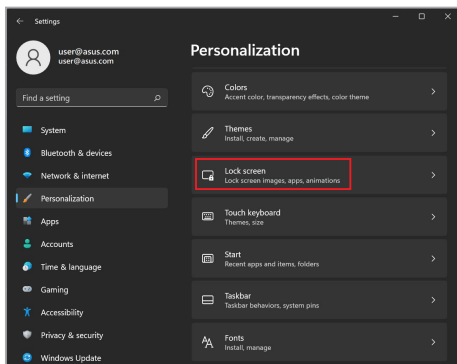 Settings
user@asus.com
user@asus.com
Find a setting
System
Bluetooth & devices
Network & internet
Personalization
Apps
Accounts
Time & language
Gaming
Accessibility
Privacy & security
Windows Update
Personalization
Colors
Accent color, transparency effects, color theme
Themes
Install, create, manage
Lock screen
Lock screen images, apps, animations
Touch keyboard
Themes, size
Start
Recent apps and items, folders
Taskbar
Taskbar behaviors, system pins
Fonts
Install, manage